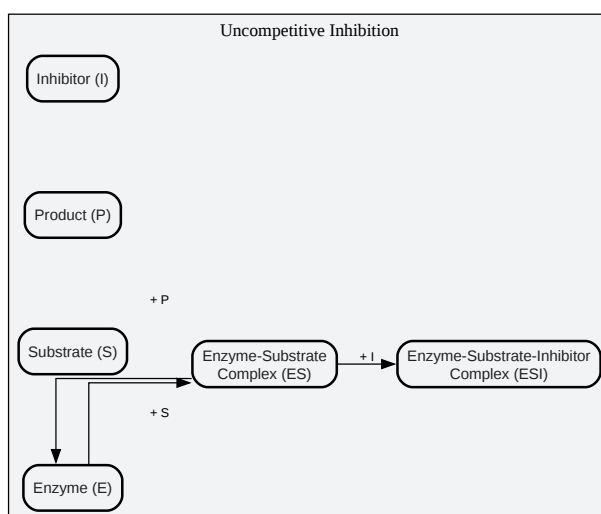 Uncompetitive Inhibition
Inhibitor (I)
Product (P)
+ P
Substrate (S)
Enzyme-Substrate
Complex (ES)
+ I
Enzyme-Substrate-Inhibitor
Complex (ESI)
+ S
Enzyme (E)